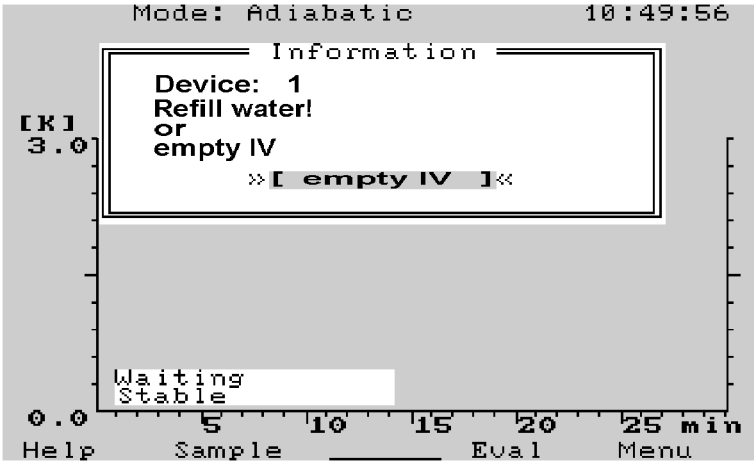 Mode: Adiabatic 10:49:56
Information
Device: 1
Refill water!
or
empty IV
»[ empty IV ]«
[K]
3.0
Waiting
Stable
0.0 5 10 15 20 25 min
Help Sample Eval Menu